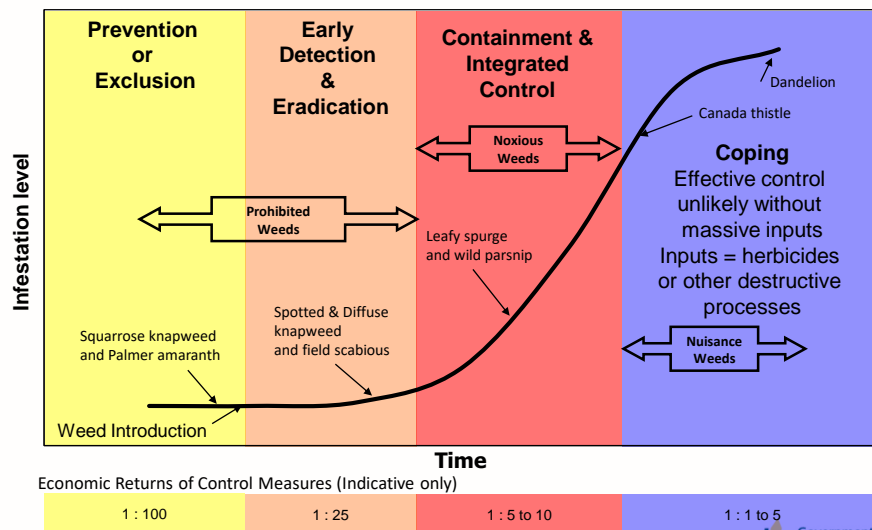 Prevention
or
Exclusion
Early
Detection
&
Eradication
Containment &
Integrated
Control
Dandelion
Canada thistle
Noxious
Weeds
Coping
Effective control
unlikely without
massive inputs
Inputs = herbicides
or other destructive
processes
Prohibited
Weeds
Leafy spurge
and wild parsnip
Infestation level
Squarrose knapweed
and Palmer amaranth
Spotted & Diffuse
knapweed
and field scabious
Nuisance
Weeds
Weed Introduction
Time
Economic Returns of Control Measures (Indicative only)
1 : 100
1 : 25
1 : 5 to 10
1 : 1 to 5